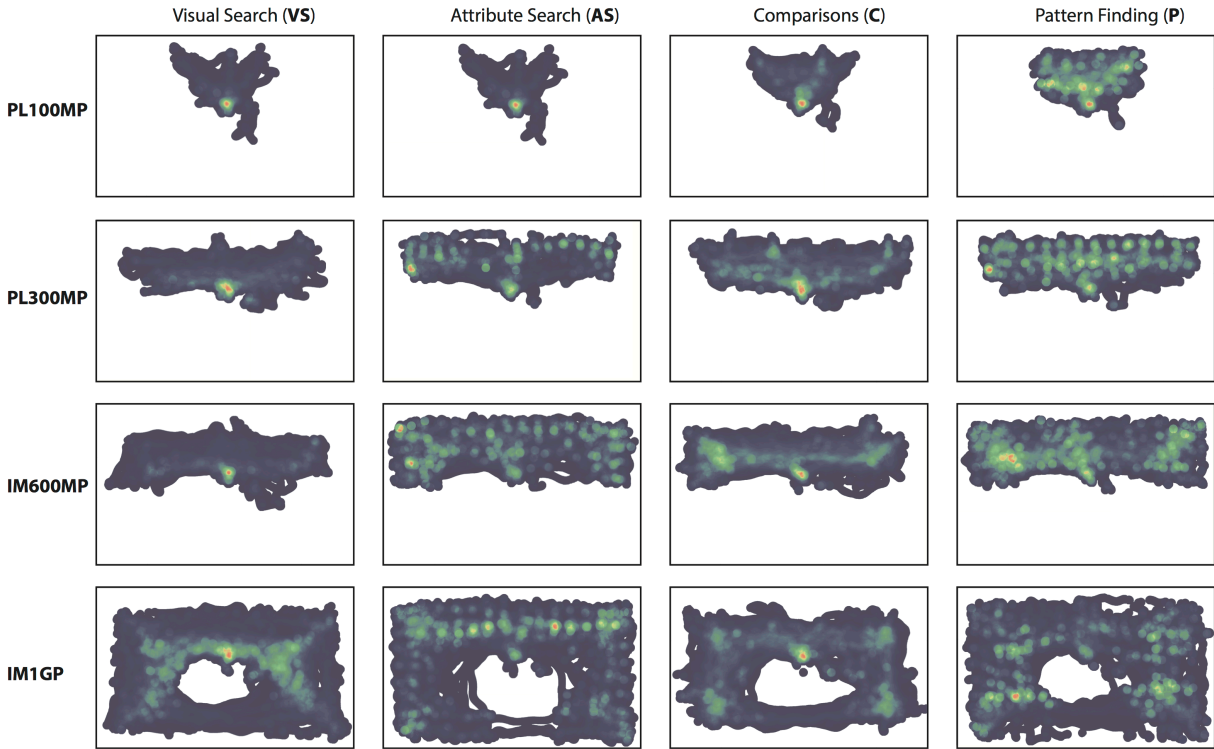 Visual Search (VS)
Attribute Search (AS)
Comparisons (C)
Pattern Finding (P)
PL100MP
PL300MP
IM600MP
IM1GP